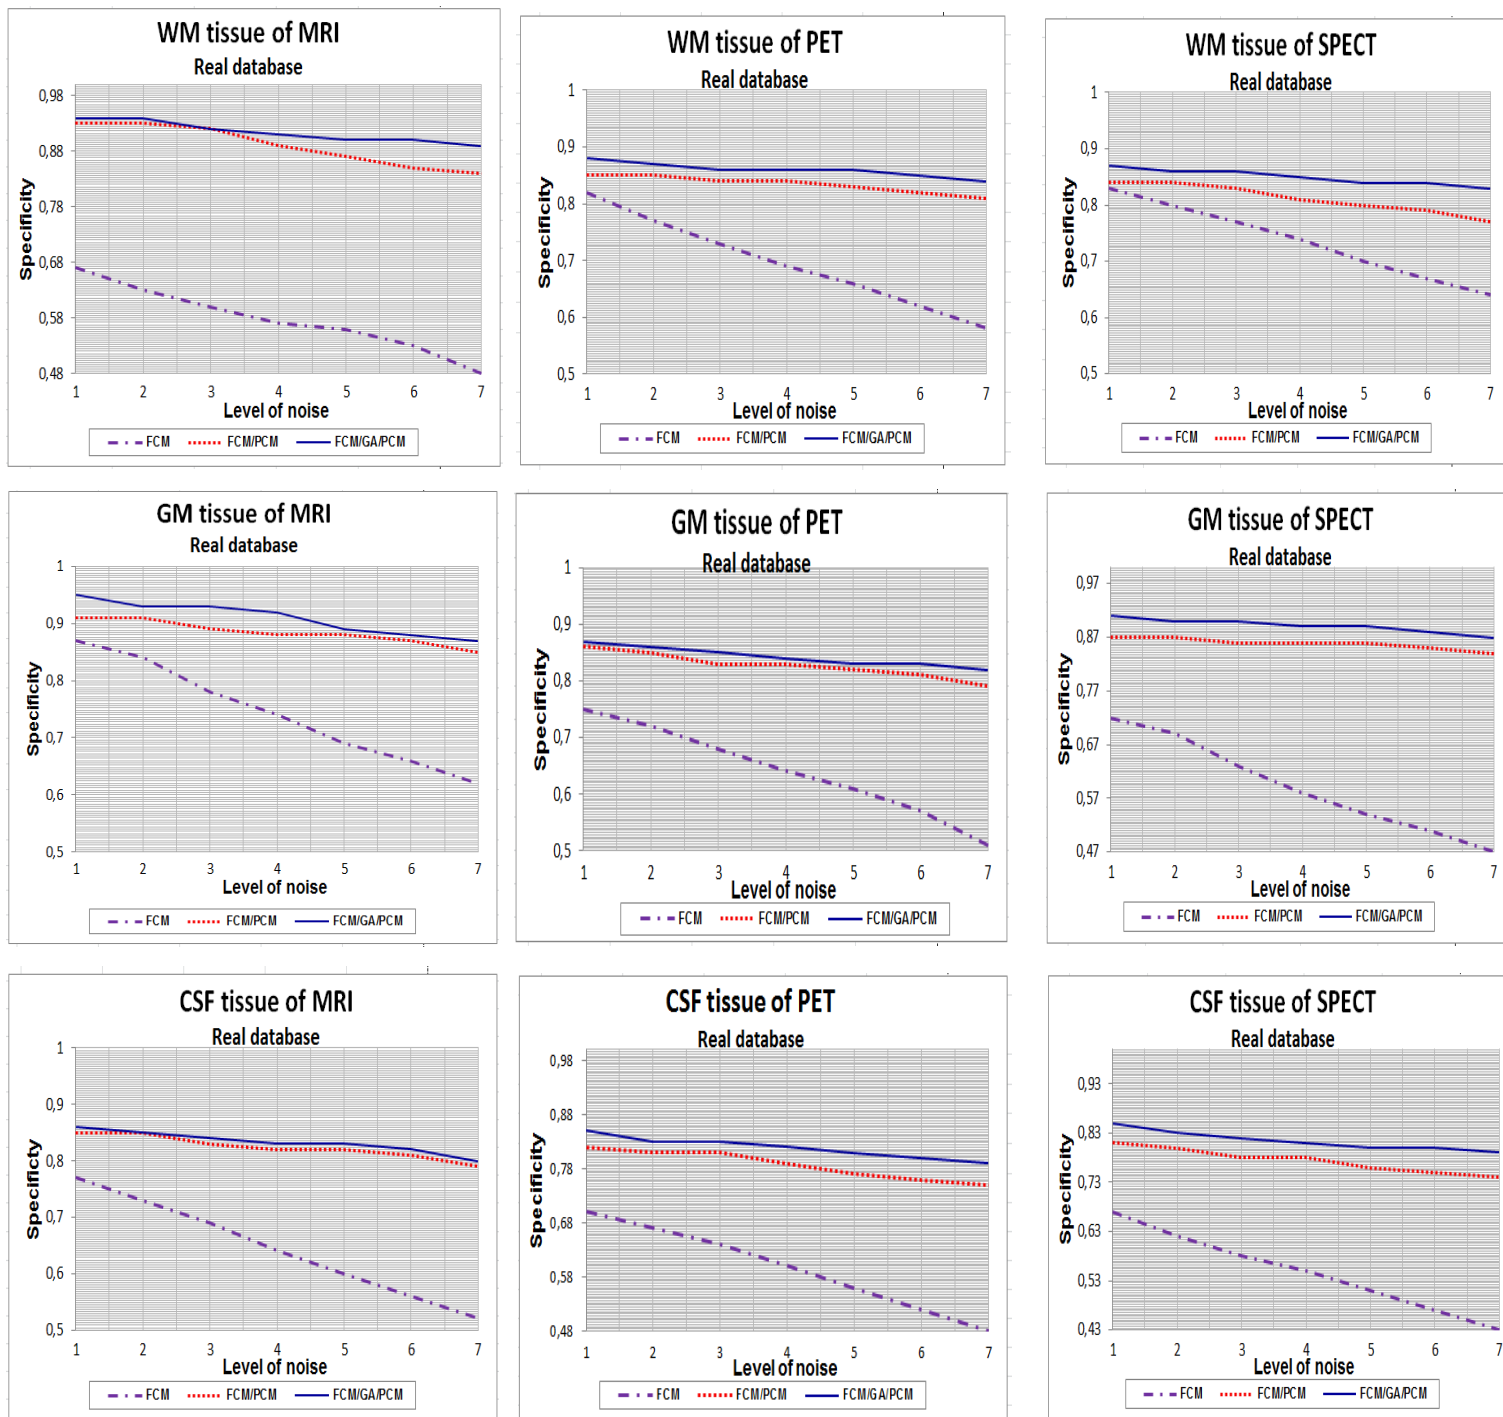 WM tissue of MRI
Real database
0,98
0,88
0,78
0,68
0,58
0,48
Specificity
1 2 3 4 5 6 7
Level of noise
FCM FCM/PCM FCM/GA/PCM
WM tissue of PET
Real database
1
0,9
0,8
0,7
0,6
0,5
Specificity
1 2 3 4 5 6 7
Level of noise
FCM FCM/PCM FCM/GA/PCM
WM tissue of SPECT
Real database
1
0,9
0,8
0,7
0,6
0,5
Specificity
1 2 3 4 5 6 7
Level of noise
FCM FCM/PCM FCM/GA/PCM
GM tissue of MRI
Real database
1
0,9
0,8
0,7
0,6
0,5
Specificity
1 2 3 4 5 6 7
Level of noise
FCM FCM/PCM FCM/GA/PCM
GM tissue of PET
Real database
1
0,9
0,8
0,7
0,6
0,5
Specificity
1 2 3 4 5 6 7
Level of noise
FCM FCM/PCM FCM/GA/PCM
GM tissue of SPECT
Real database
0,97
0,87
0,77
0,67
0,57
0,47
Specificity
1 2 3 4 5 6 7
Level of noise
FCM FCM/PCM FCM/GA/PCM
CSF tissue of MRI
Real database
1
0,9
0,8
0,7
0,6
0,5
Specificty
1 2 3 4 5 6 7
Level of noise
FCM FCM/PCM FCM/GA/PCM
CSF tissue of PET
Real database
0,98
0,88
0,78
0,68
0,58
0,48
Specificity
1 2 3 4 5 6 7
Level of noise
FCM FCM/PCM FCM/GA/PCM
CSF tissue of SPECT
Real database
0,93
0,83
0,73
0,63
0,53
0,43
Specificity
1 2 3 4 5 6 7
Level of noise
FCM FCM/PCM FCM/GA/PCM